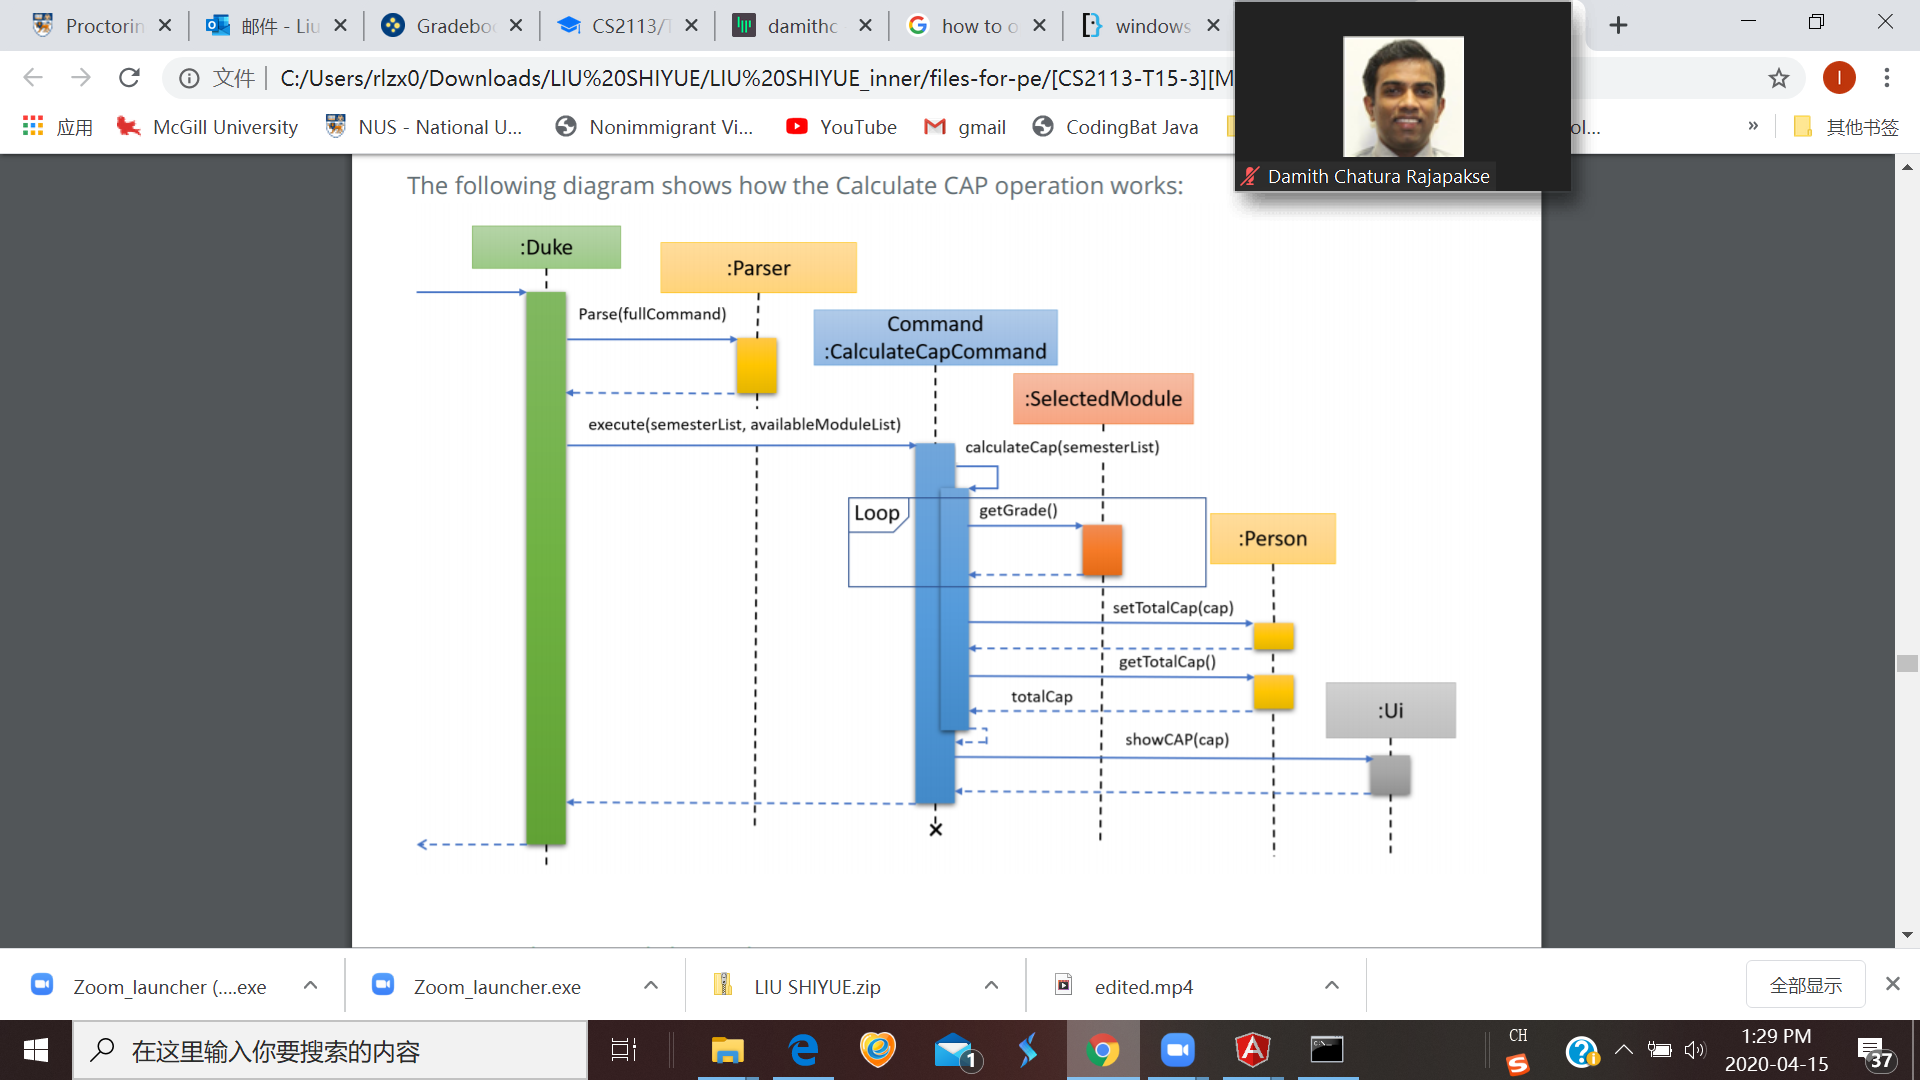 Proctorin
邮件 - Liu
Gradeboo
CS2113/T
damithc
how to o
windows
文件
C:/Users/rlzx0/Downloads/LIU%20SHIYUE/LIU%20SHIYUE_inner/files-for-pe/[CS2113-T15-3][M
I
应用
McGill University
NUS - National U...
Nonimmigrant Vi...
YouTube
gmail
CodingBat Java
ol...
»
其他书签
Damith Chatura Rajapakse
The following diagram shows how the Calculate CAP operation works:
:Duke
:Parser
Parse(fullCommand)
Command
:CalculateCapCommand
:SelectedModule
execute(semesterList, availableModuleList)
calculateCap(semesterList)
Loop
getGrade()
:Person
setTotalCap(cap)
getTotalCap()
totalCap
:Ui
showCAP(cap)
Zoom_launcher (....exe
Zoom_launcher.exe
LIU SHIYUE.zip
edited.mp4
全部显示
在这里输入你要搜索的内容
1
CH
1:29 PM
2020-04-15
37